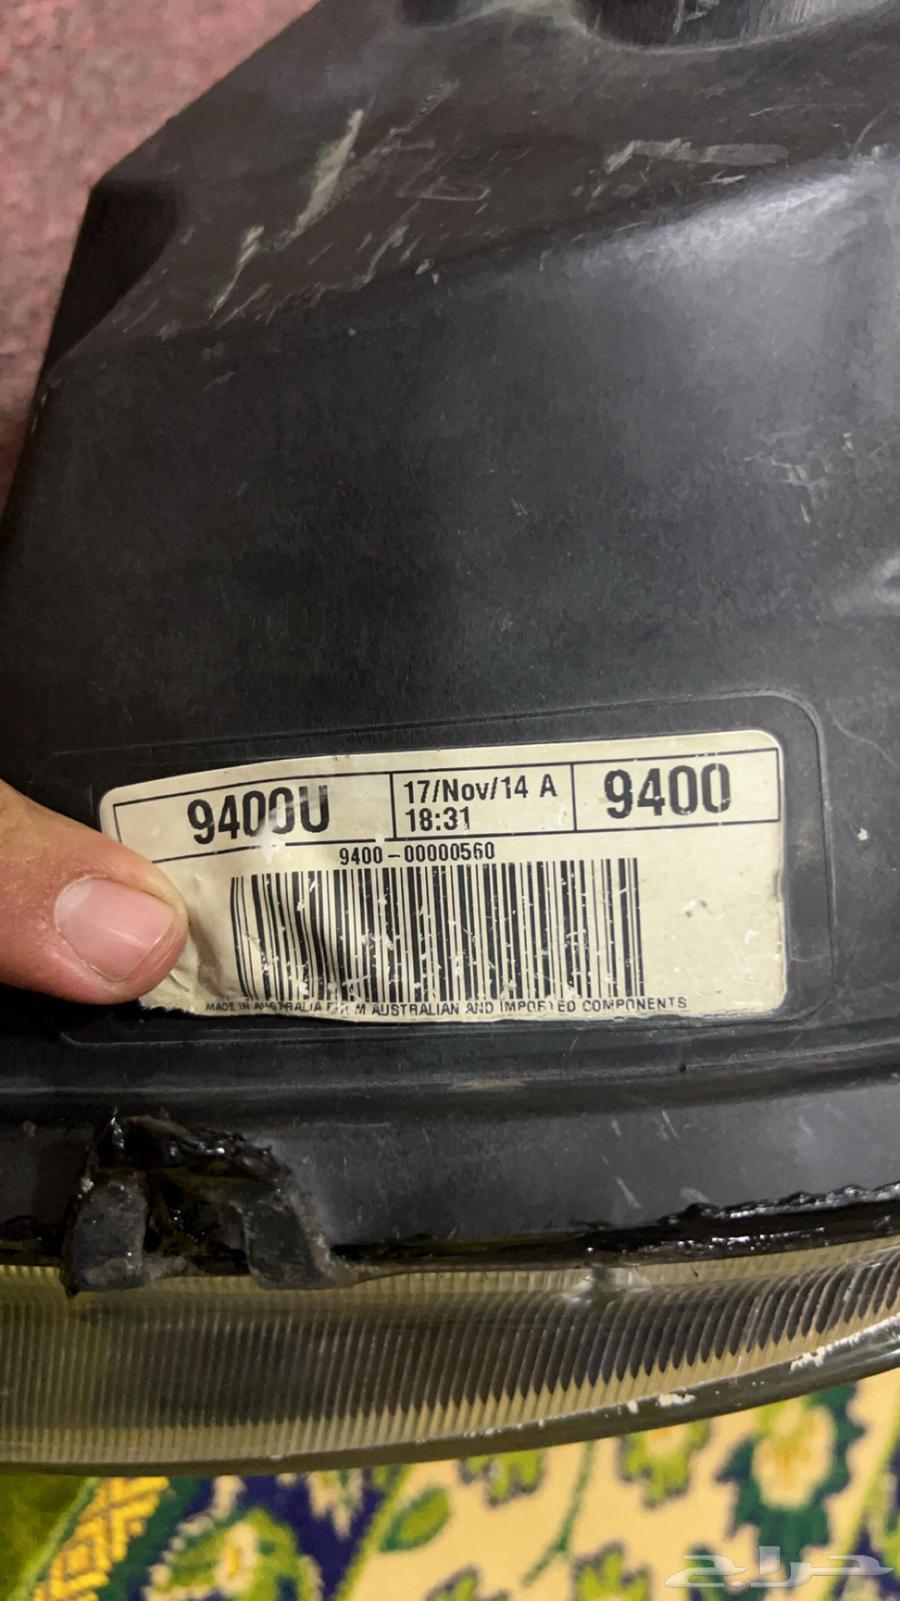 9400U
17/Nov/14 A
18:31
9400
9400-00000560
MADE IN AUSTRALIA FROM AUSTRALIAN AND IMPORTED COMPONENTS
حراج